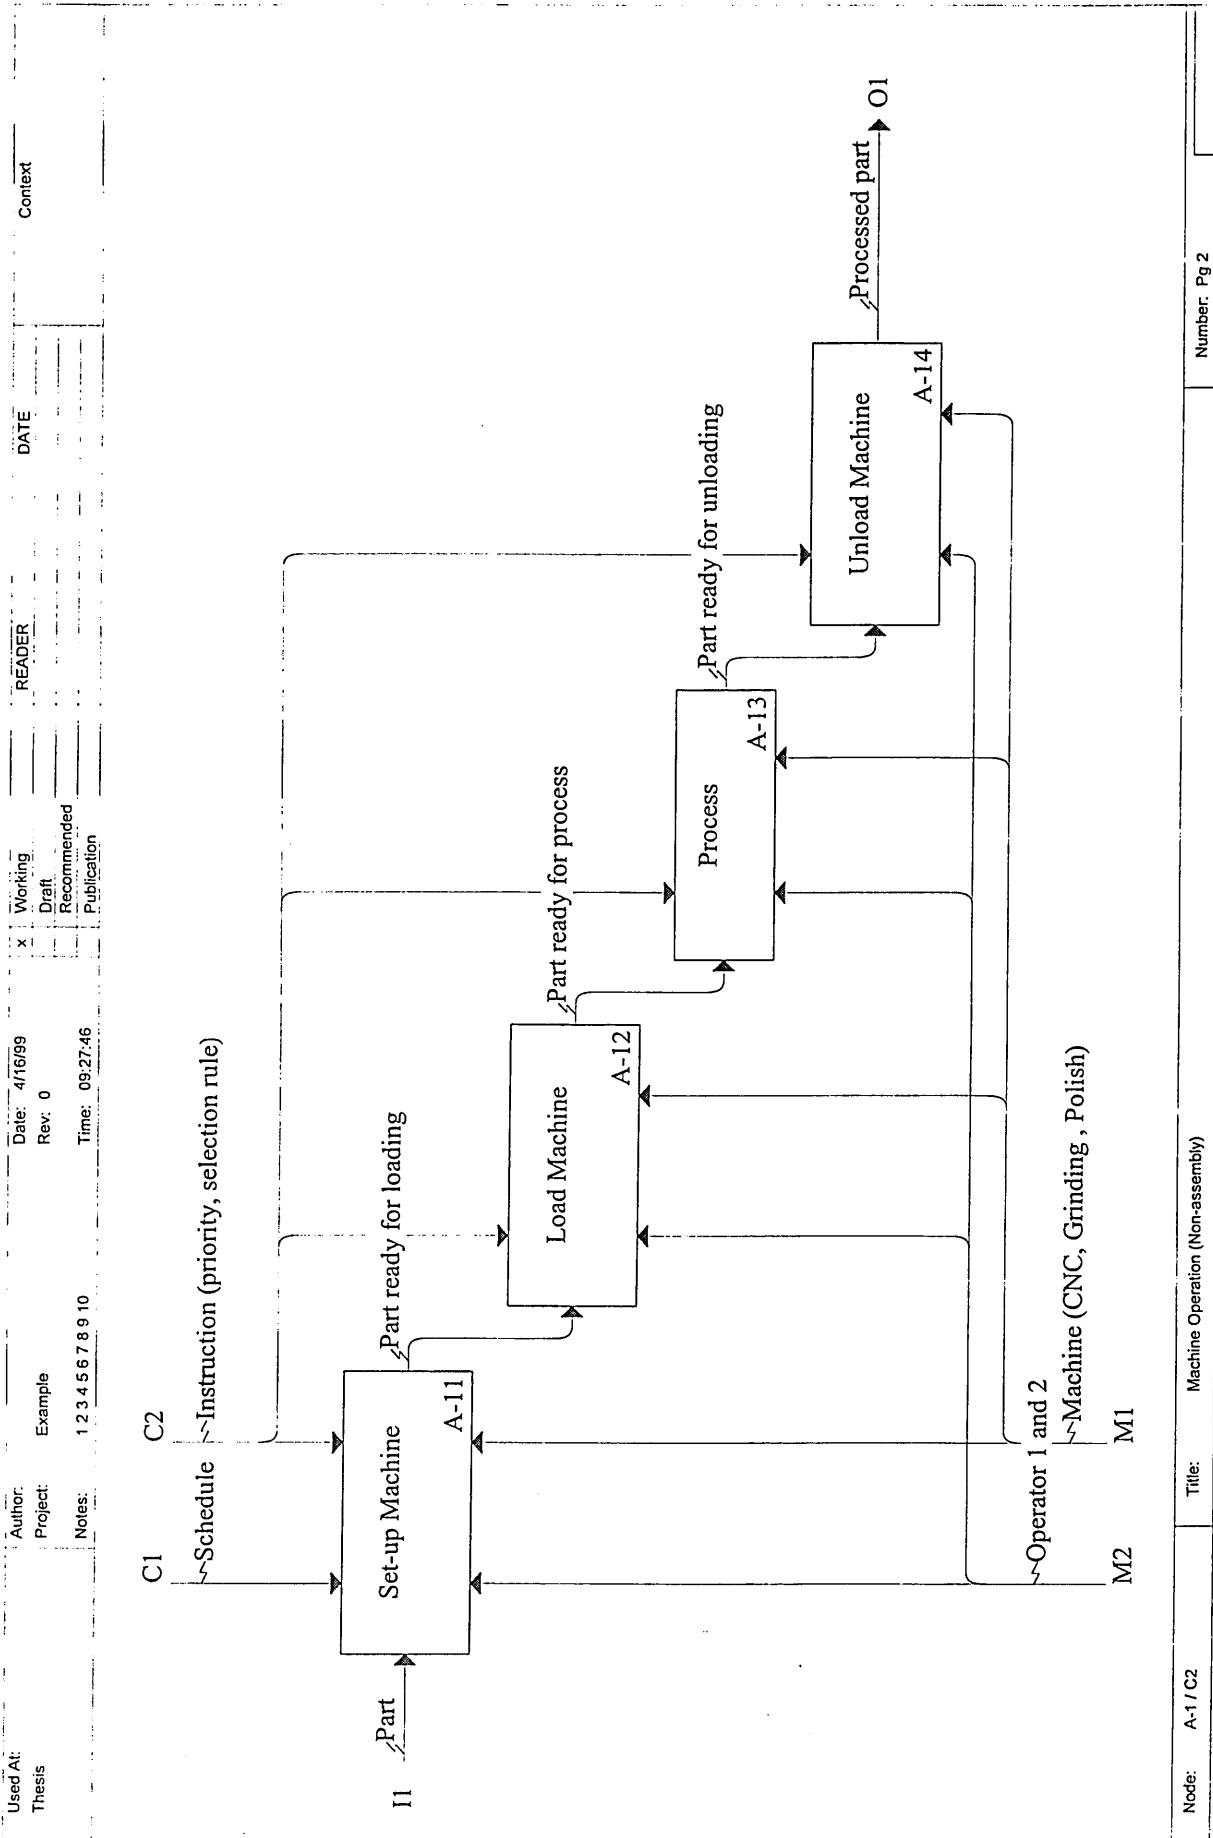 Used At:
Thesis
Author:
Project: Example
Notes: 1 2 3 4 5 6 7 8 9 10
Date: 4/16/99
Rev: 0
Time: 09:27:46
x Working
Draft
Recommended
Publication
READER DATE
Context
C1
C2
Schedule
Instruction (priority, selection rule)
I1
Part
Set-up Machine
A-11
Part ready for loading
Load Machine
A-12
Part ready for process
Process
A-13
Part ready for unloading
Unload Machine
A-14
Processed part
O1
Operator 1 and 2
Machine (CNC, Grinding , Polish)
M2
M1
Node: A-1 / C2
Title: Machine Operation (Non-assembly)
Number: Pg 2